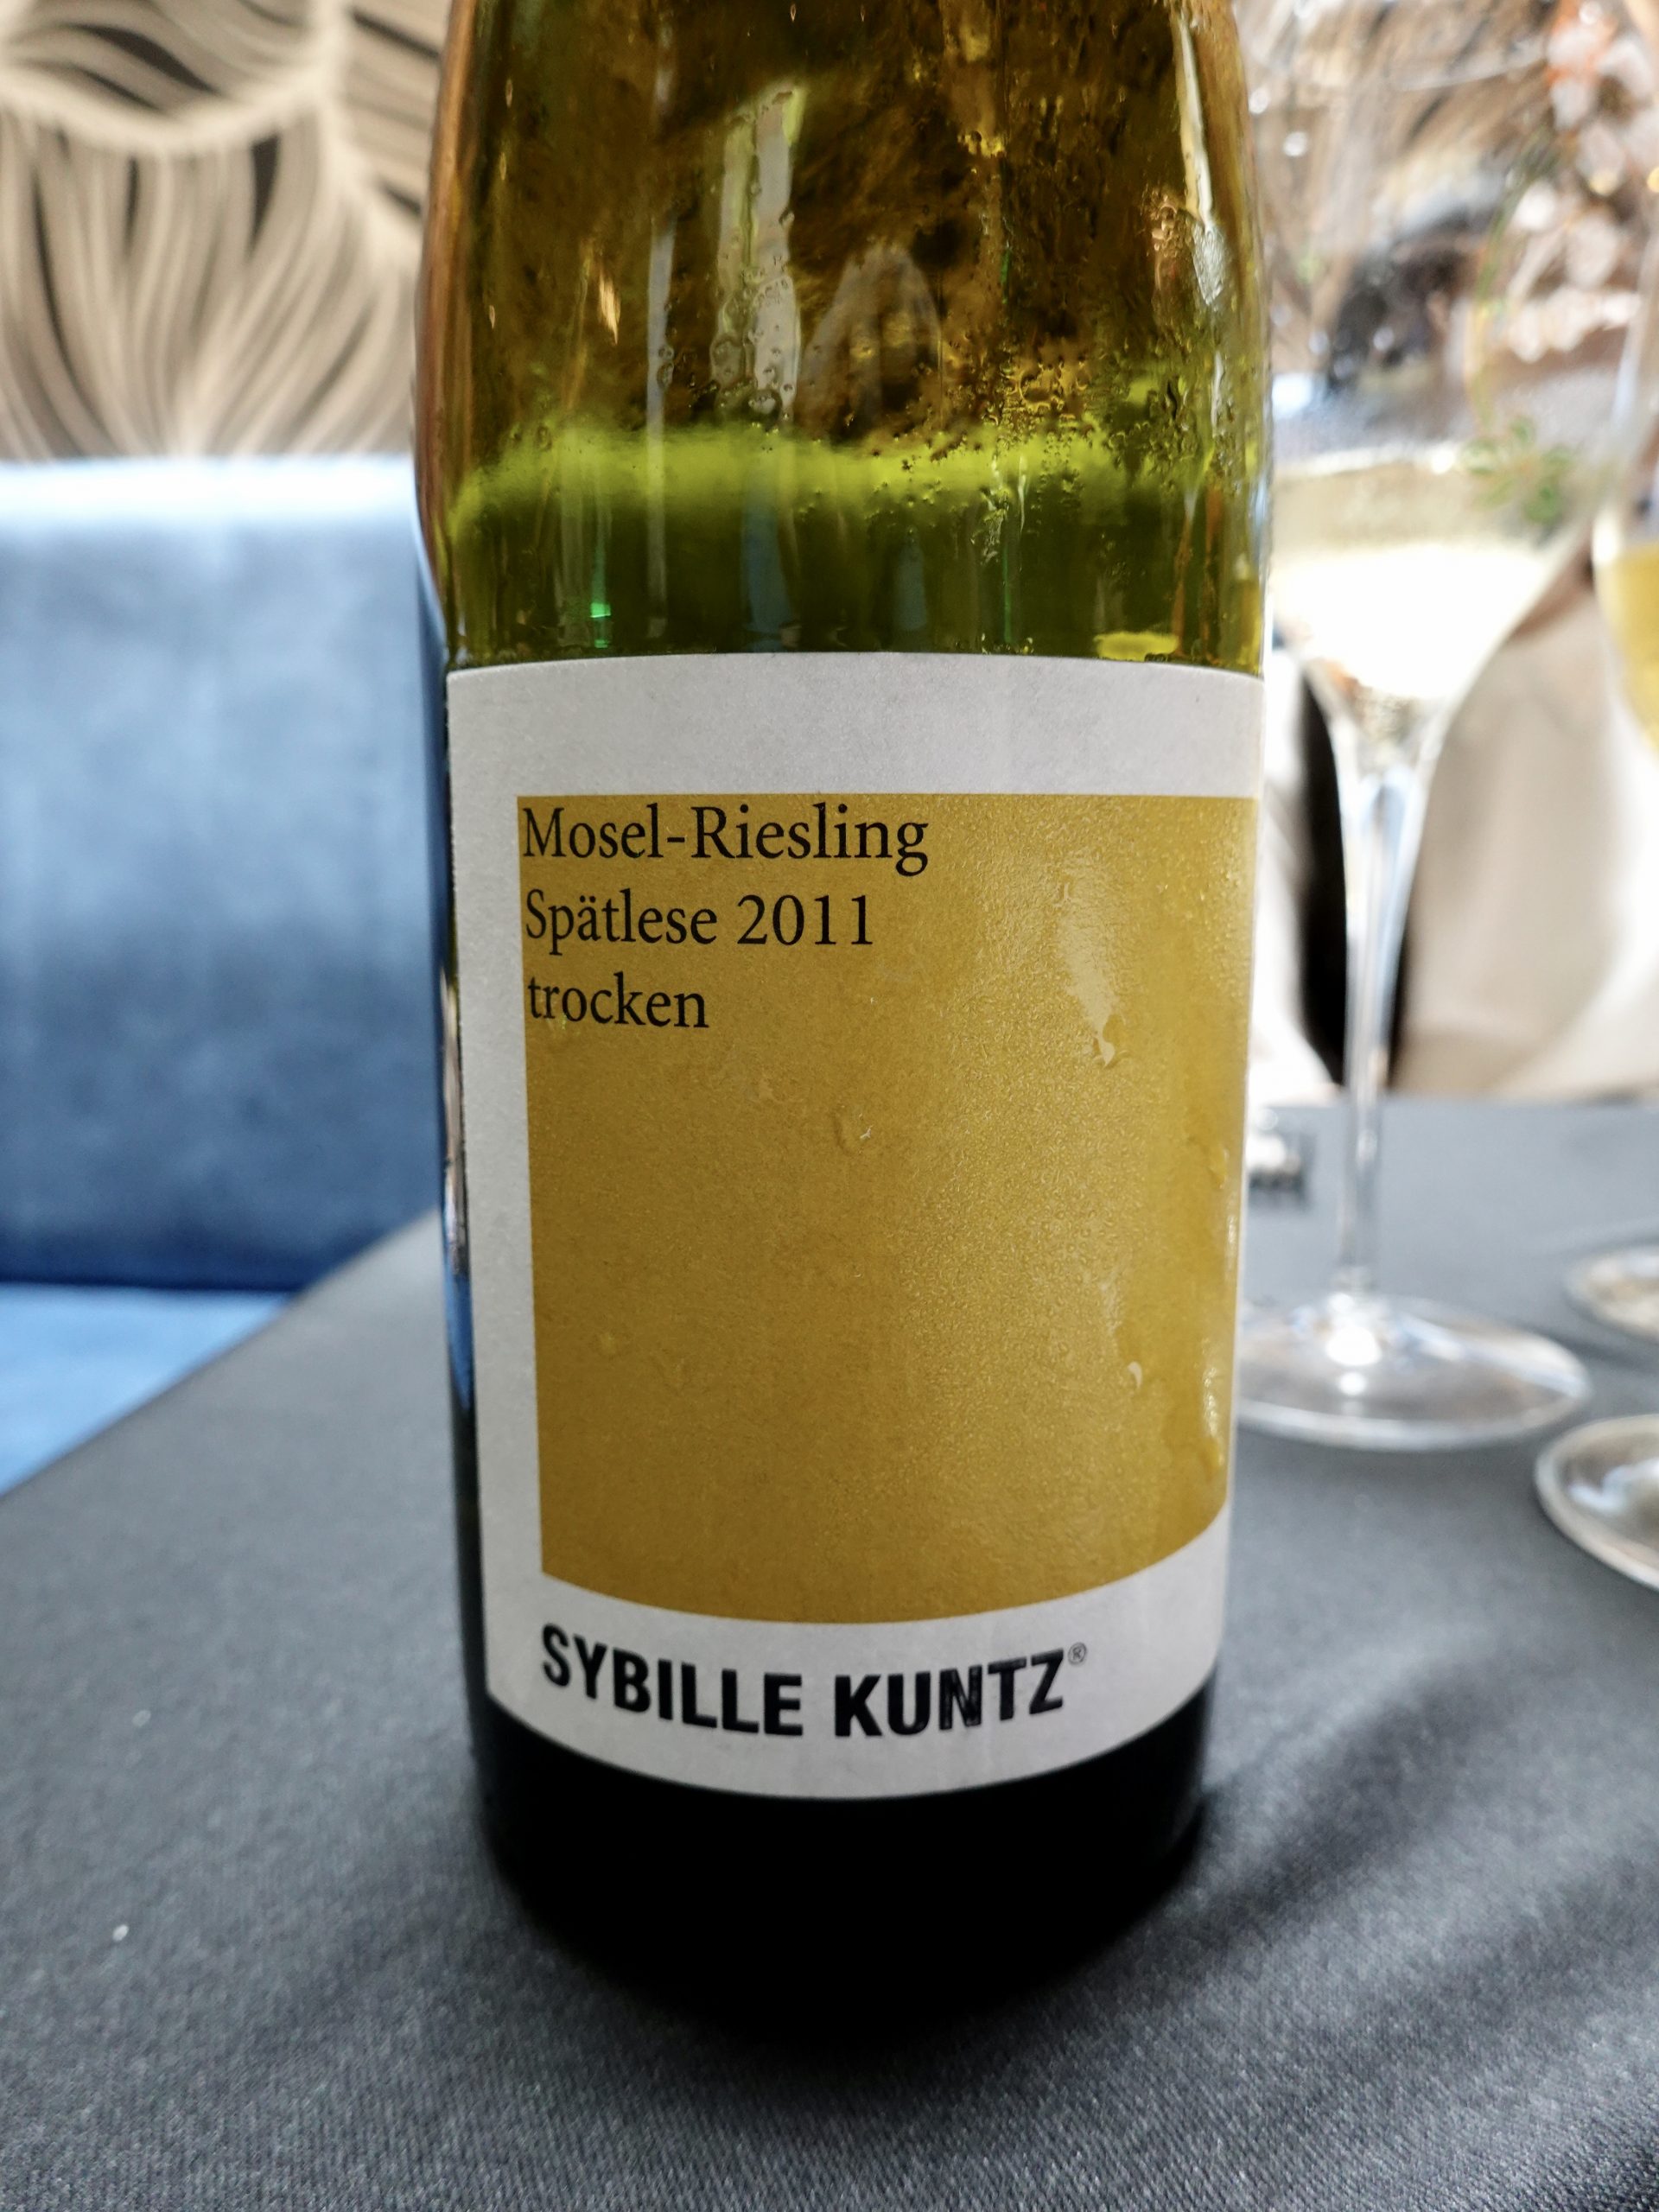 Mosel-Riesling
Spätlese 2011
trocken
SYBILLE KUNTZ®